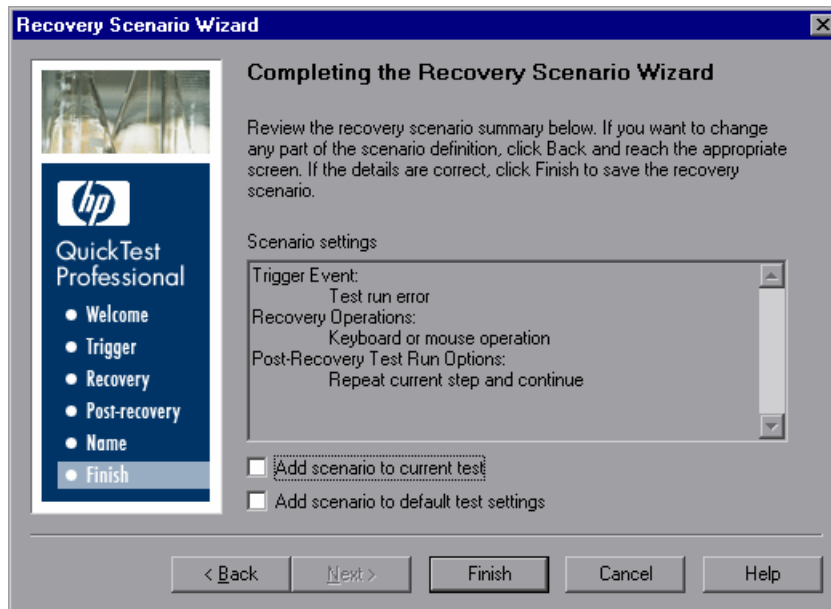 Recovery Scenario Wizard
Completing the Recovery Scenario Wizard
Review the recovery scenario summary below. If you want to change
any part of the scenario definition, click Back and reach the appropriate
screen. If the details are correct, click Finish to save the recovery
scenario.
hp
QuickTest
Professional
Welcome
Trigger
Recovery
Post-recovery
Name
Finish
Scenario settings
Trigger Event:
Test run error
Recovery Operations:
Keyboard or mouse operation
Post-Recovery Test Run Options:
Repeat current step and continue
Add scenario to current test
Add scenario to default test settings
< Back
Next >
Finish
Cancel
Help